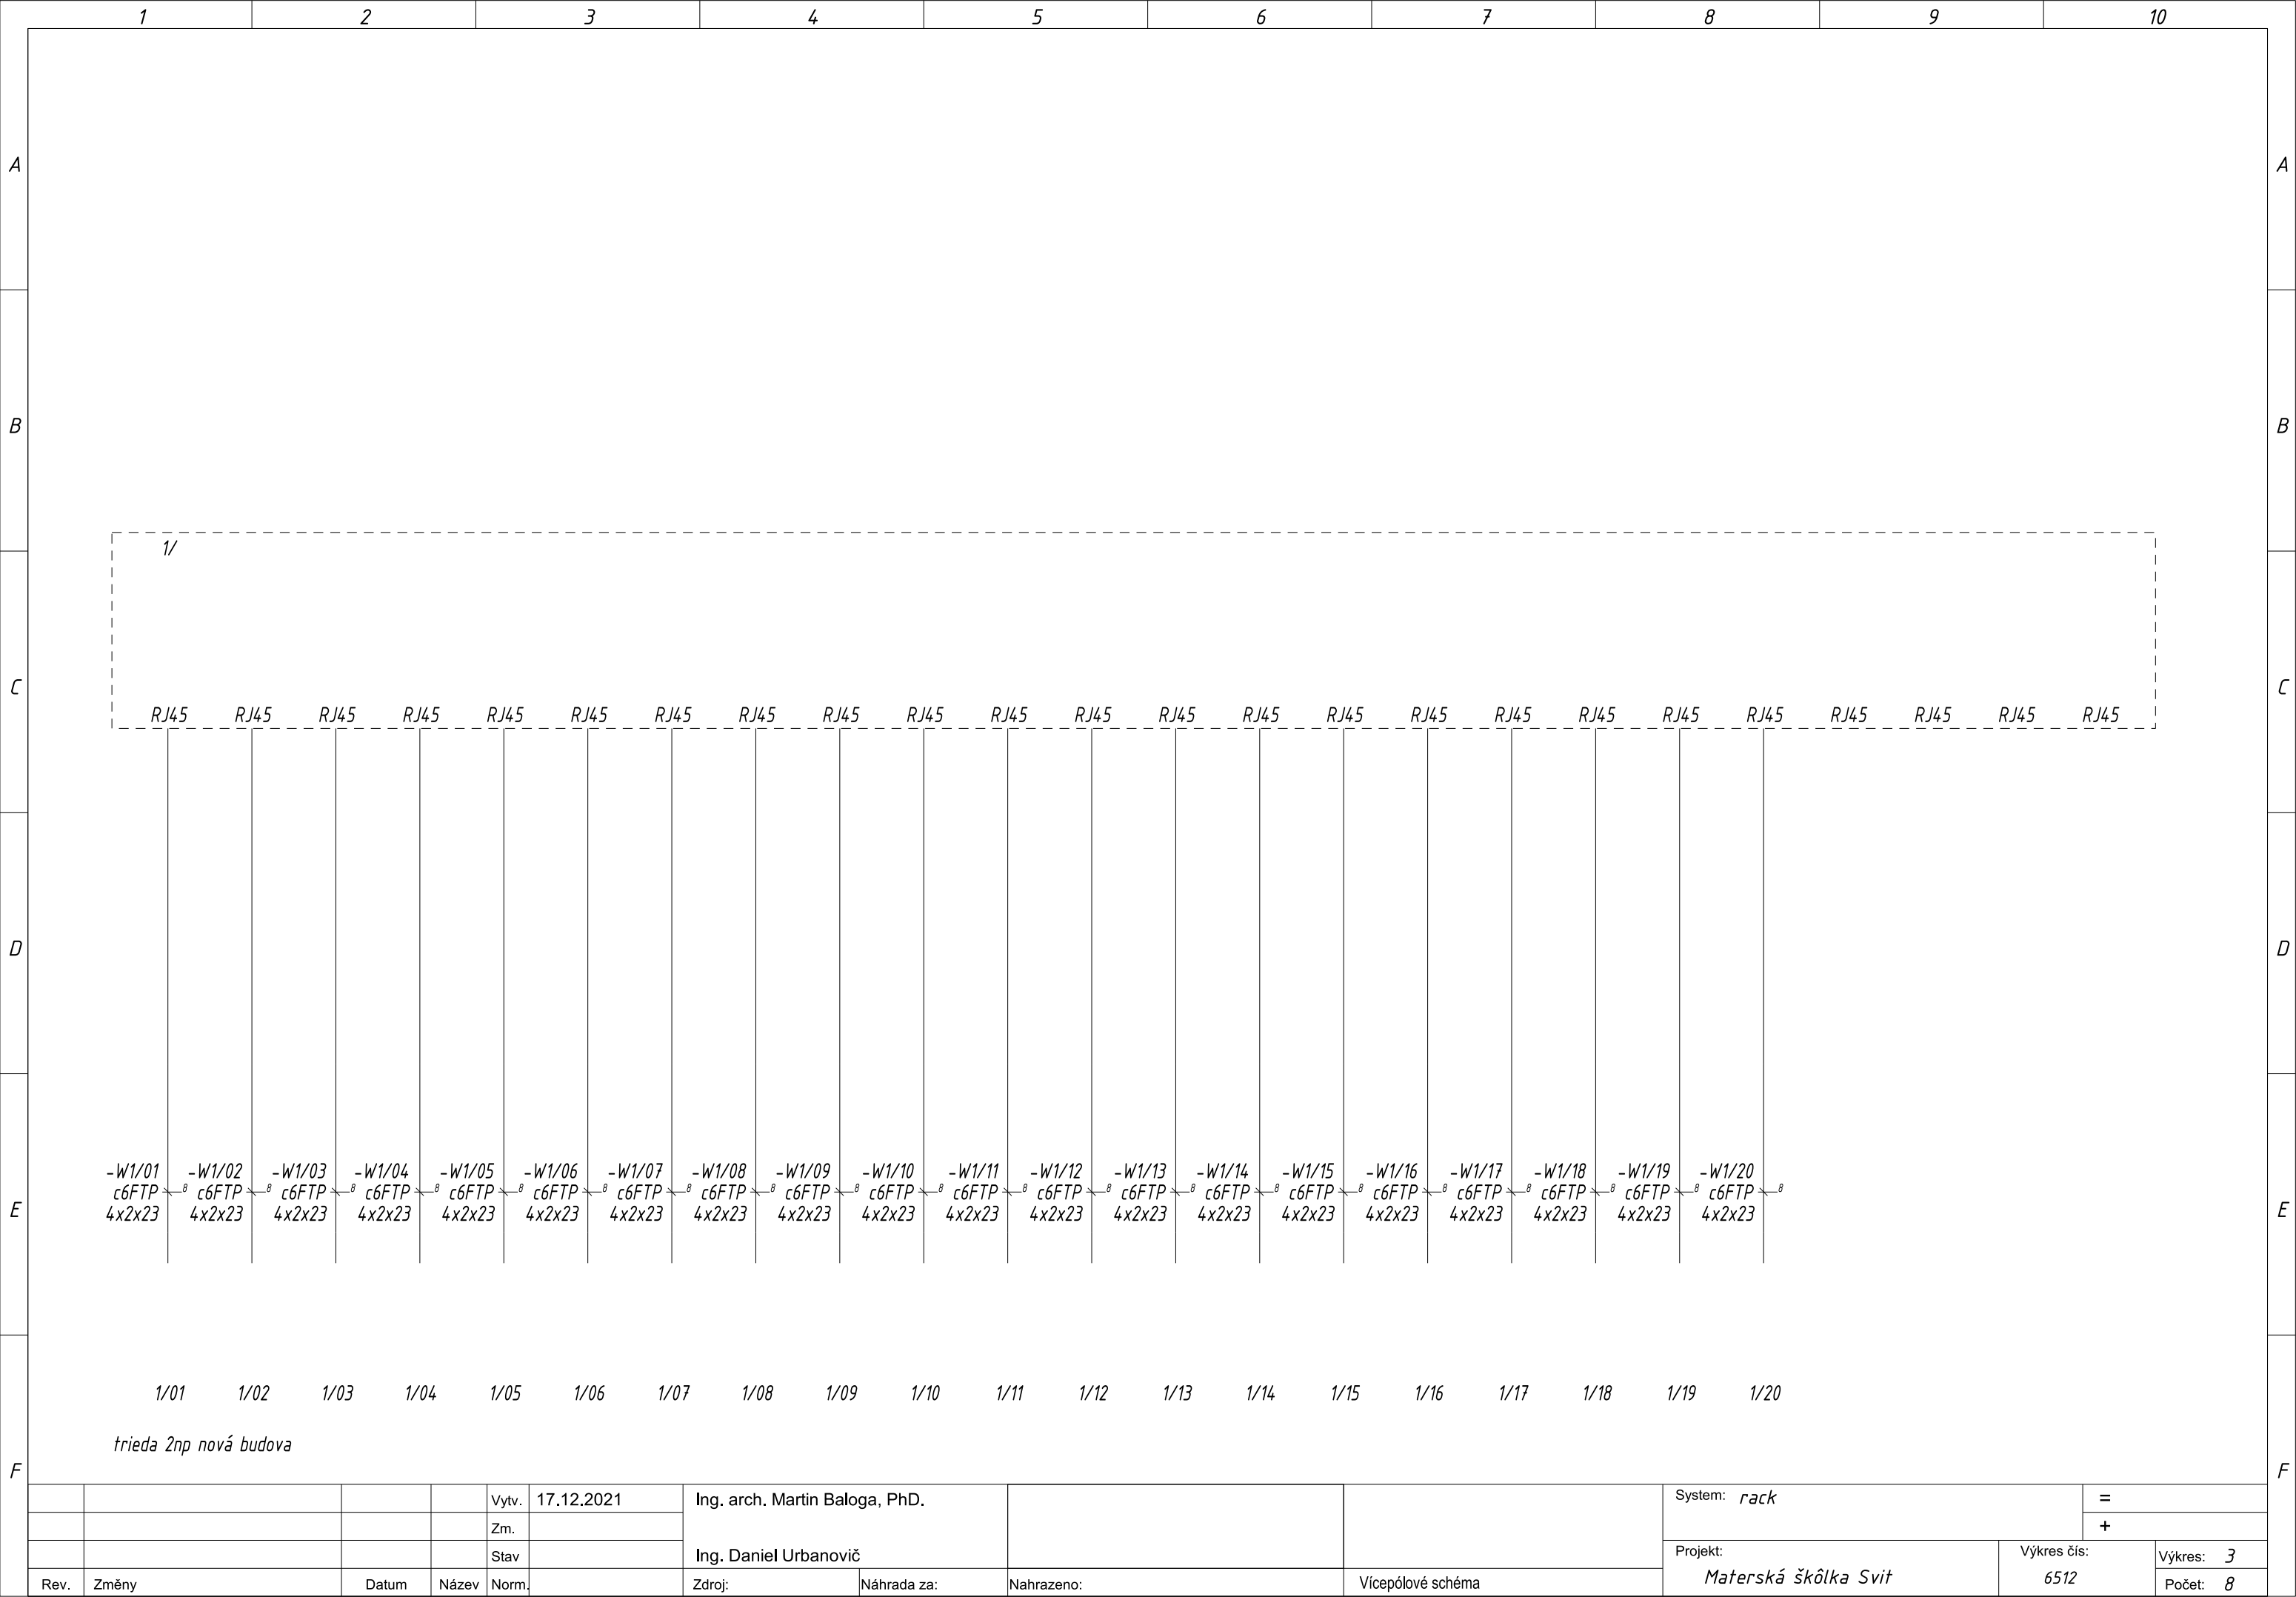 1 2 3 4 5 6 7 8 9 10
A A
B B
1/
C C
RJ45 RJ45 RJ45 RJ45 RJ45 RJ45 RJ45 RJ45 RJ45 RJ45 RJ45 RJ45 RJ45 RJ45 RJ45 RJ45 RJ45 RJ45 RJ45 RJ45 RJ45 RJ45 RJ45 RJ45
D D
-W1/01 -W1/02 -W1/03 -W1/04 -W1/05 -W1/06 -W1/07 -W1/08 -W1/09 -W1/10 -W1/11 -W1/12 -W1/13 -W1/14 -W1/15 -W1/16 -W1/17 -W1/18 -W1/19 -W1/20
c6FTP 8 c6FTP 8 c6FTP 8 c6FTP 8 c6FTP 8 c6FTP 8 c6FTP 8 c6FTP 8 c6FTP 8 c6FTP 8 c6FTP 8 c6FTP 8 c6FTP 8 c6FTP 8 c6FTP 8 c6FTP 8 c6FTP 8 c6FTP 8 c6FTP 8 c6FTP 8
E E
4x2x23 4x2x23 4x2x23 4x2x23 4x2x23 4x2x23 4x2x23 4x2x23 4x2x23 4x2x23 4x2x23 4x2x23 4x2x23 4x2x23 4x2x23 4x2x23 4x2x23 4x2x23 4x2x23 4x2x23
1/01 1/02 1/03 1/04 1/05 1/06 1/07 1/08 1/09 1/10 1/11 1/12 1/13 1/14 1/15 1/16 1/17 1/18 1/19 1/20
trieda 2np nová budova
F F
Vytv. 17.12.2021 Ing. arch. Martin Baloga, PhD. System: rack =
Zm. +
Stav Ing. Daniel Urbanovič Projekt: Výkres čís: Výkres: 3
Rev. Změny Datum Název Norm. Zdroj: Náhrada za: Nahrazeno: Vícepólové schéma Materská škôlka Svit 6512 Počet: 8